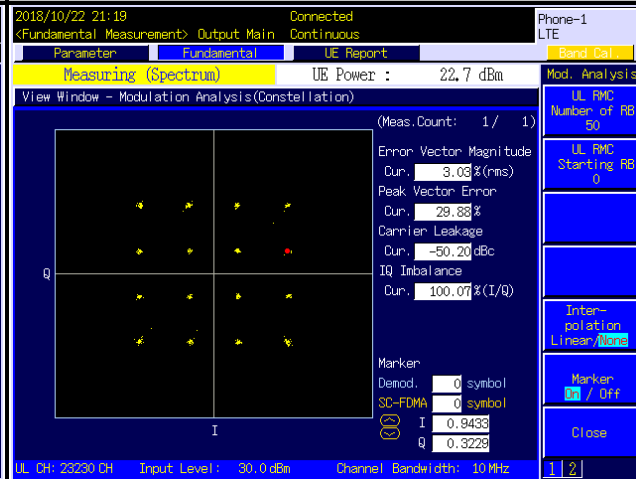 2018/10/22 21:19 Connected Phone-1
<Fundamental Measurement> Output Main Continuous LTE
Parameter Fundamental UE Report Band Cal.
Measuring (Spectrum) UE Power : 22.7 dBm Mod. Analysis
View Window - Modulation Analysis(Constellation)
(Meas.Count: 1/ 1)
Error Vector Magnitude
Cur. 3.03 %(rms)
Peak Vector Error
Cur. 29.88 %
Carrier Leakage
Cur. -50.20 dBc
IQ Imbalance
Cur. 100.07 %(I/Q)
Marker
Demod. 0 symbol
SC-FDMA 0 symbol
I 0.9433
Q 0.3229
Q
I
UL RMC
Number of RB
50
UL RMC
Starting RB
0
Inter-
polation
Linear/None
Marker
On / Off
Close
1 2
UL CH: 23230 CH Input Level: 30.0 dBm Channel Bandwidth: 10 MHz